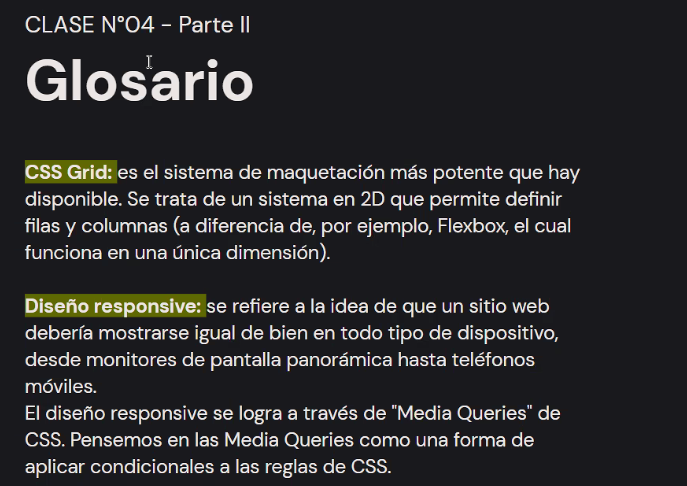 CLASE N°04 - Parte II
Glosario
CSS Grid: es el sistema de maquetación más potente que hay
disponible. Se trata de un sistema en 2D que permite definir
filas y columnas (a diferencia de, por ejemplo, Flexbox, el cual
funciona en una única dimensión).
Diseño responsive: se refiere a la idea de que un sitio web
debería mostrarse igual de bien en todo tipo de dispositivo,
desde monitores de pantalla panorámica hasta teléfonos
móviles.
El diseño responsive se logra a través de "Media Queries" de
CSS. Pensemos en las Media Queries como una forma de
aplicar condicionales a las reglas de CSS.